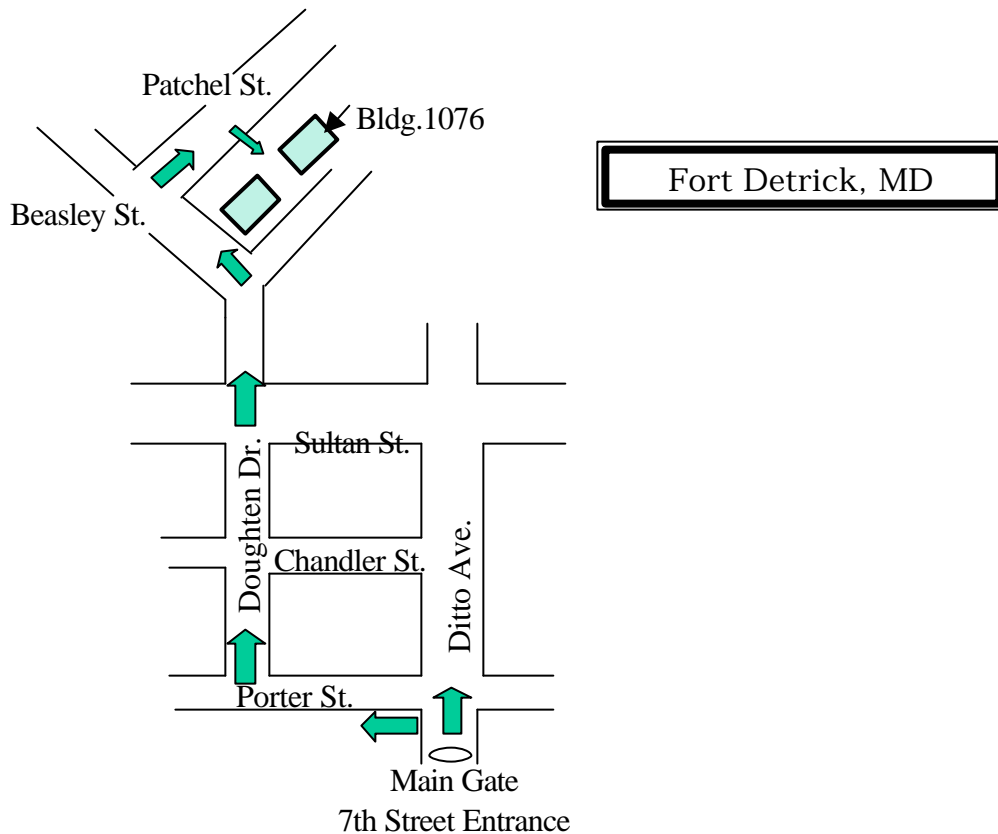 Patchel St.
Bldg.1076
Fort Detrick, MD
Beasley St.
Sultan St.
Doughten Dr.
Chandler St.
Ditto Ave.
Porter St.
Main Gate
7th Street Entrance